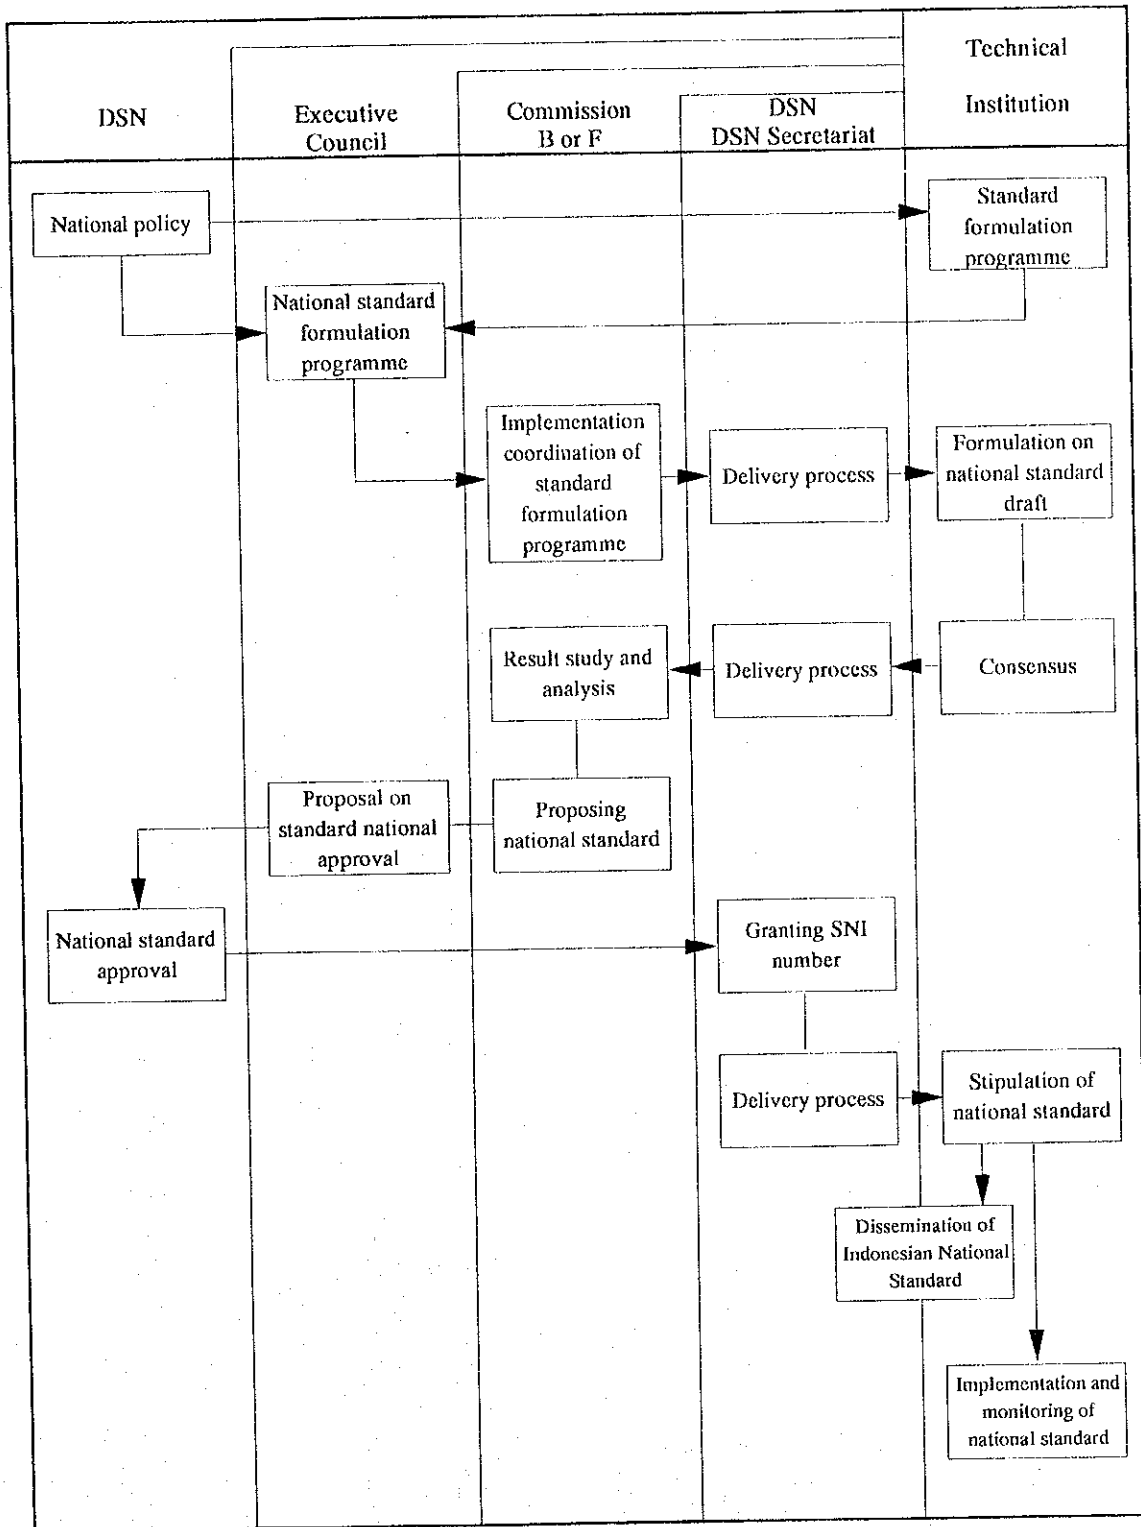 Technical
Institution
DSN
Executive
Council
Commission
B or F
DSN
DSN Secretariat
National policy
Standard
formulation
programme
National standard
formulation
programme
Implementation
coordination of
standard
formulation
programme
Delivery process
Formulation on
national standard
draft
Result study and
analysis
Delivery process
Consensus
Proposal on
standard national
approval
Proposing
national standard
National standard
approval
Granting SNI
number
Delivery process
Stipulation of
national standard
Dissemination of
Indonesian National
Standard
Implementation and
monitoring of
national standard